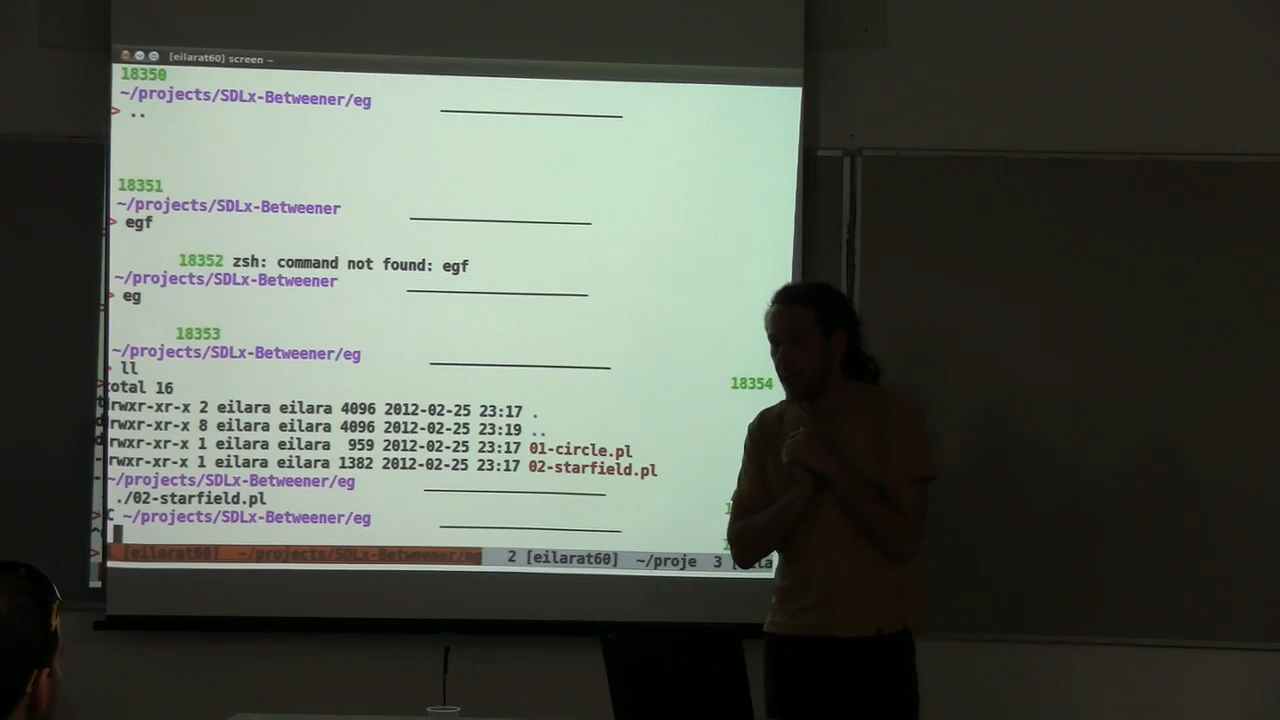 [eilarat60] screen ~
18350
~/projects/SDLx-Betweener/eg
> ..
18351
~/projects/SDLx-Betweener
> egf
18352 zsh: command not found: egf
~/projects/SDLx-Betweener
> eg
18353
~/projects/SDLx-Betweener/eg
ll
18354
total 16
rwxr-xr-x 2 eilara eilara 4096 2012-02-25 23:17 .
rwxr-xr-x 8 eilara eilara 4096 2012-02-25 23:19 ..
rwxr-xr-x 1 eilara eilara 959 2012-02-25 23:17 01-circle.pl
rwxr-xr-x 1 eilara eilara 1382 2012-02-25 23:17 02-starfield.pl
~/projects/SDLx-Betweener/eg
> ./02-starfield.pl
^C ~/projects/SDLx-Betweener/eg
>
[eilarat60] ~/projects/SDLx-Betweener/eg 2 [eilarat60] ~/proje 3 [eila